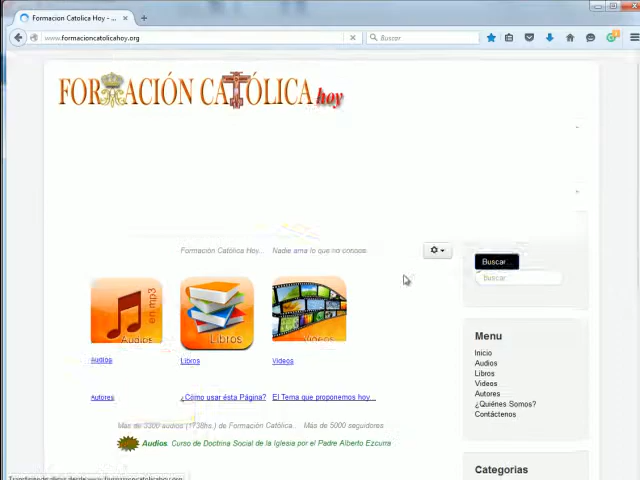 Formacion Catolica Hoy - ...
www.formacioncatolicahoy.org
Buscar
FORMACIÓN CATÓLICA hoy
Formación Católica Hoy... Nadie ama lo que no conoce.
Buscar...
Buscar...
Audios en mp3
Libros
Videos
Audios
Libros
Videos
Autores
¿Cómo usar ésta Página?
El Tema que proponemos hoy...
Más de 3300 audios (1738hs.) de Formación Católica... Más de 5000 seguidores
Audios. Curso de Doctrina Social de la Iglesia por el Padre Alberto Ezcurra
Menu
Inicio
Audios
Libros
Videos
Autores
¿Quiénes Somos?
Contáctenos
Categorias